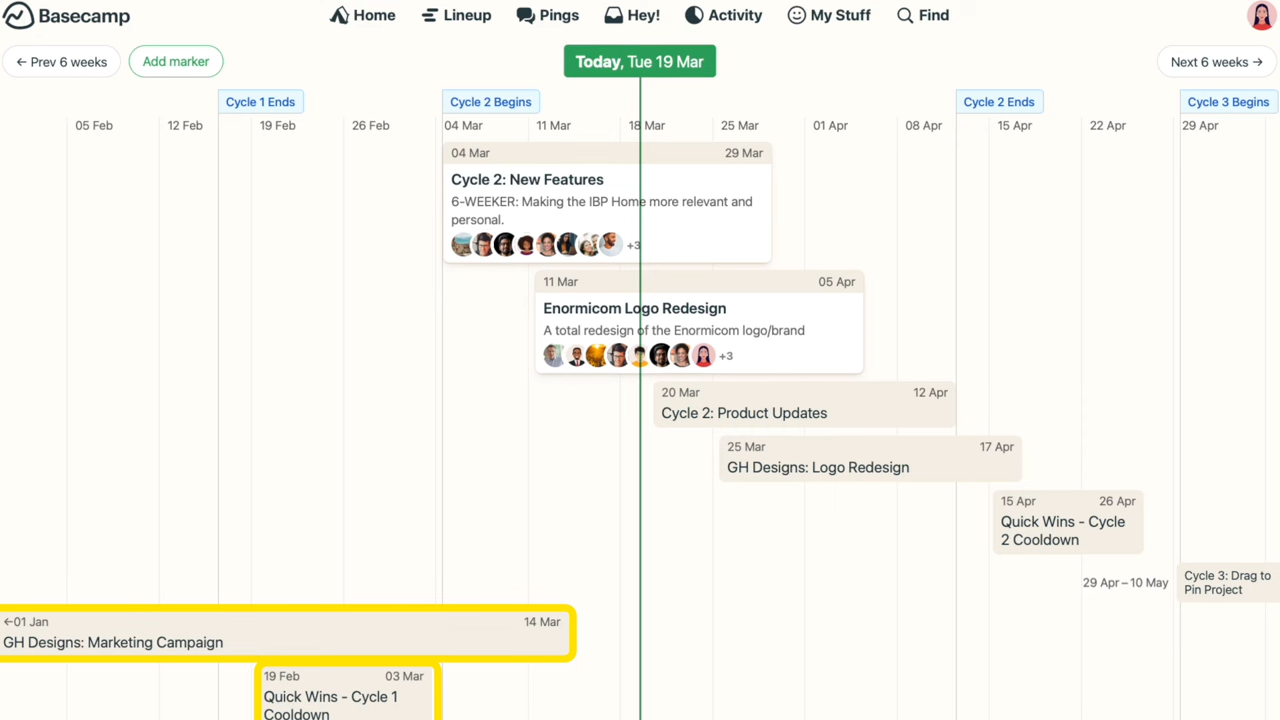 Basecamp
Home
Lineup
Pings
Hey!
Activity
My Stuff
Find
← Prev 6 weeks
Add marker
Today, Tue 19 Mar
Next 6 weeks →
Cycle 1 Ends
Cycle 2 Begins
Cycle 2 Ends
Cycle 3 Begins
05 Feb
12 Feb
19 Feb
26 Feb
04 Mar
11 Mar
18 Mar
25 Mar
01 Apr
08 Apr
15 Apr
22 Apr
29 Apr
04 Mar
29 Mar
Cycle 2: New Features
6-WEEKER: Making the IBP Home more relevant and
personal.
+3
11 Mar
05 Apr
Enormicom Logo Redesign
A total redesign of the Enormicom logo/brand
+3
20 Mar
12 Apr
Cycle 2: Product Updates
25 Mar
17 Apr
GH Designs: Logo Redesign
15 Apr
26 Apr
Quick Wins - Cycle
2 Cooldown
29 Apr – 10 May
Cycle 3: Drag to
Pin Project
←01 Jan
14 Mar
GH Designs: Marketing Campaign
19 Feb
03 Mar
Quick Wins - Cycle 1
Cooldown